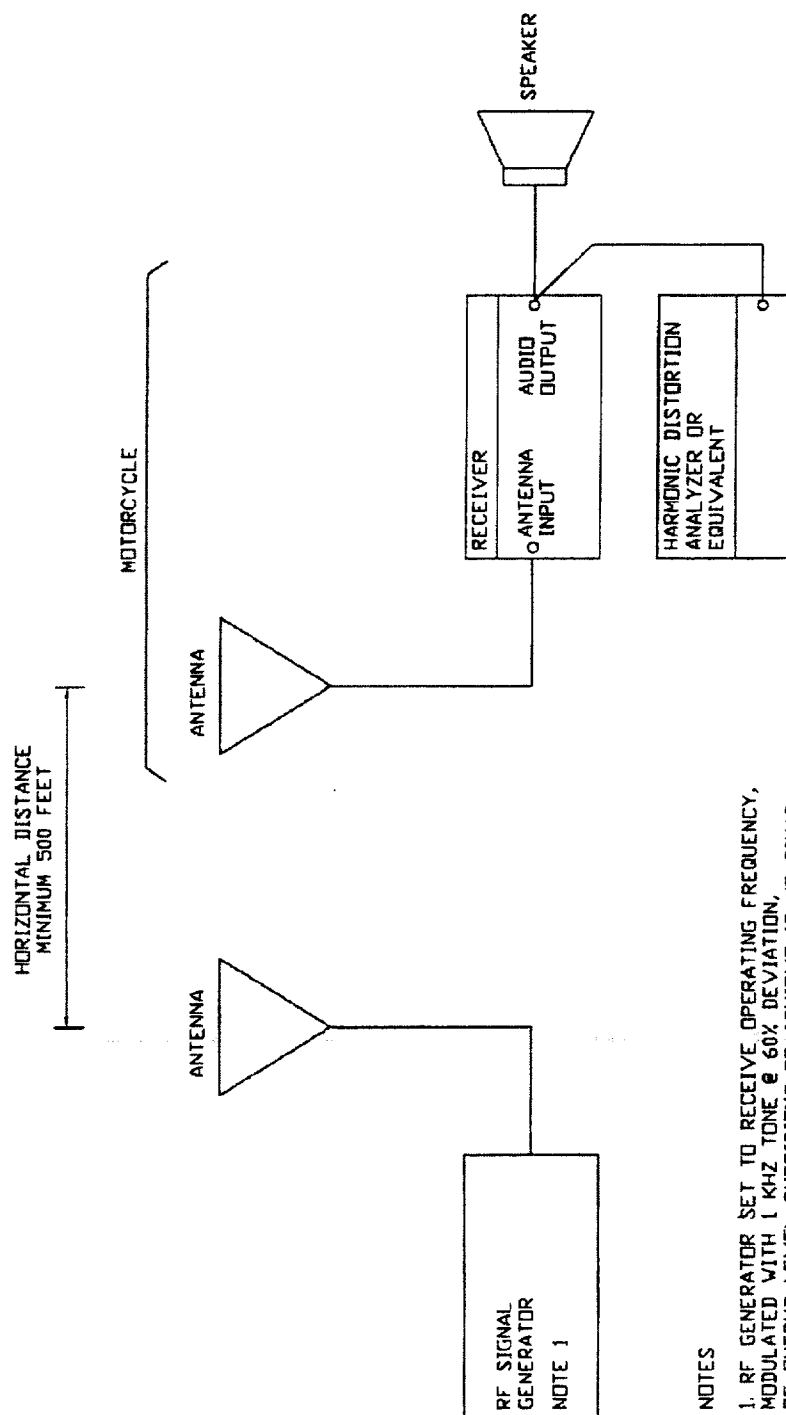 HORIZONTAL DISTANCE
MINIMUM 500 FEET
MOTORCYCLE
ANTENNA
ANTENNA
RF SIGNAL
GENERATOR
NOTE 1
RECEIVER
ANTENNA
INPUT
AUDIO
OUTPUT
SPEAKER
HARMONIC DISTORTION
ANALYZER OR
EQUIVALENT
NOTES
1. RF GENERATOR SET TO RECEIVE OPERATING FREQUENCY,
MODULATED WITH 1 KHZ TONE @ 60% DEVIATION,